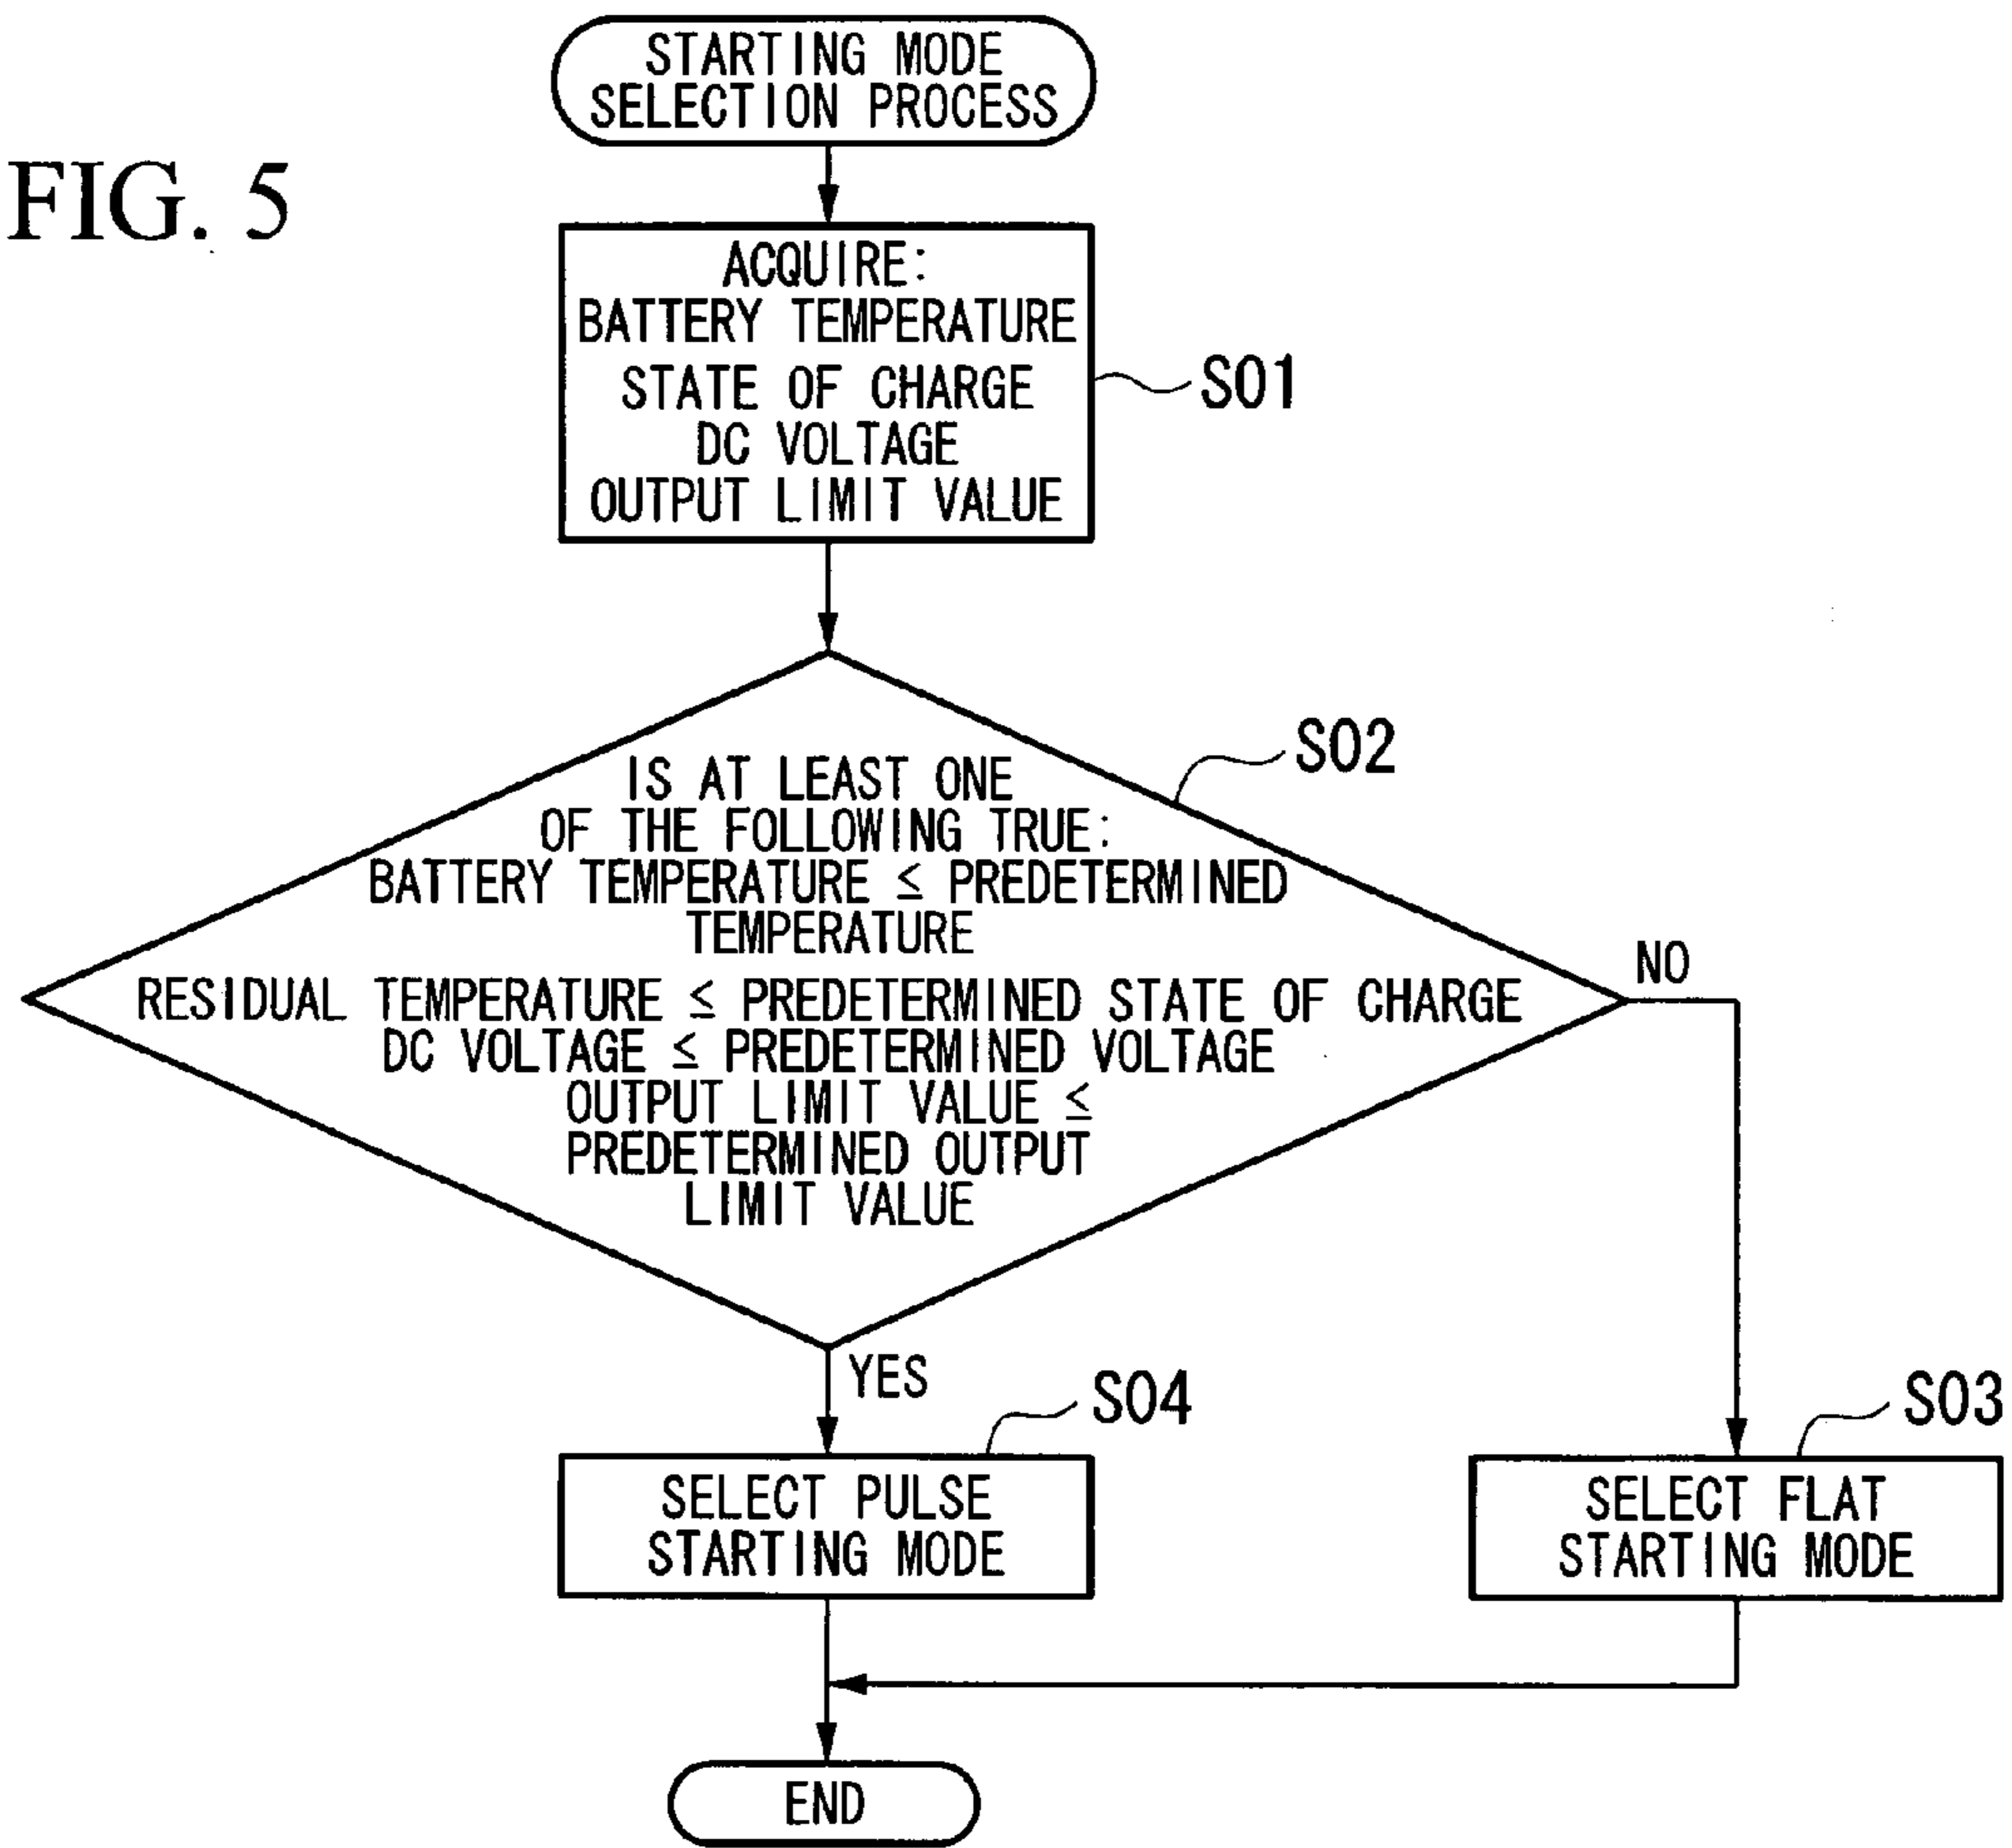 FIG. 5
STARTING MODE
SELECTION PROCESS
ACQUIRE:
BATTERY TEMPERATURE
STATE OF CHARGE
DC VOLTAGE
OUTPUT LIMIT VALUE
S01
IS AT LEAST ONE
OF THE FOLLOWING TRUE:
BATTERY TEMPERATURE ≤ PREDETERMINED
TEMPERATURE
RESIDUAL TEMPERATURE ≤ PREDETERMINED STATE OF CHARGE
DC VOLTAGE ≤ PREDETERMINED VOLTAGE
OUTPUT LIMIT VALUE ≤
PREDETERMINED OUTPUT
LIMIT VALUE
S02
NO
YES
S04
SELECT PULSE
STARTING MODE
S03
SELECT FLAT
STARTING MODE
END